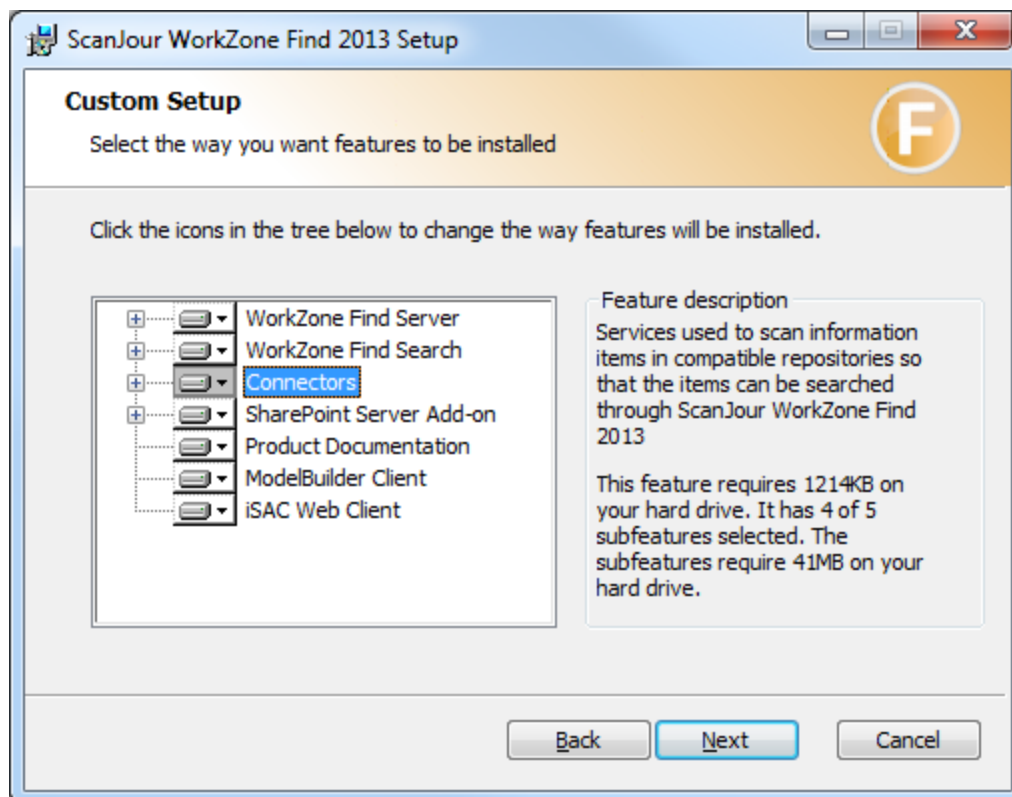 ScanJour WorkZone Find 2013 Setup
Custom Setup
Select the way you want features to be installed
F
Click the icons in the tree below to change the way features will be installed.
WorkZone Find Server
WorkZone Find Search
Connectors
SharePoint Server Add-on
Product Documentation
ModelBuilder Client
iSAC Web Client
Feature description
Services used to scan information
items in compatible repositories so
that the items can be searched
through ScanJour WorkZone Find
2013
This feature requires 1214KB on
your hard drive. It has 4 of 5
subfeatures selected. The
subfeatures require 41MB on your
hard drive.
Back
Next
Cancel